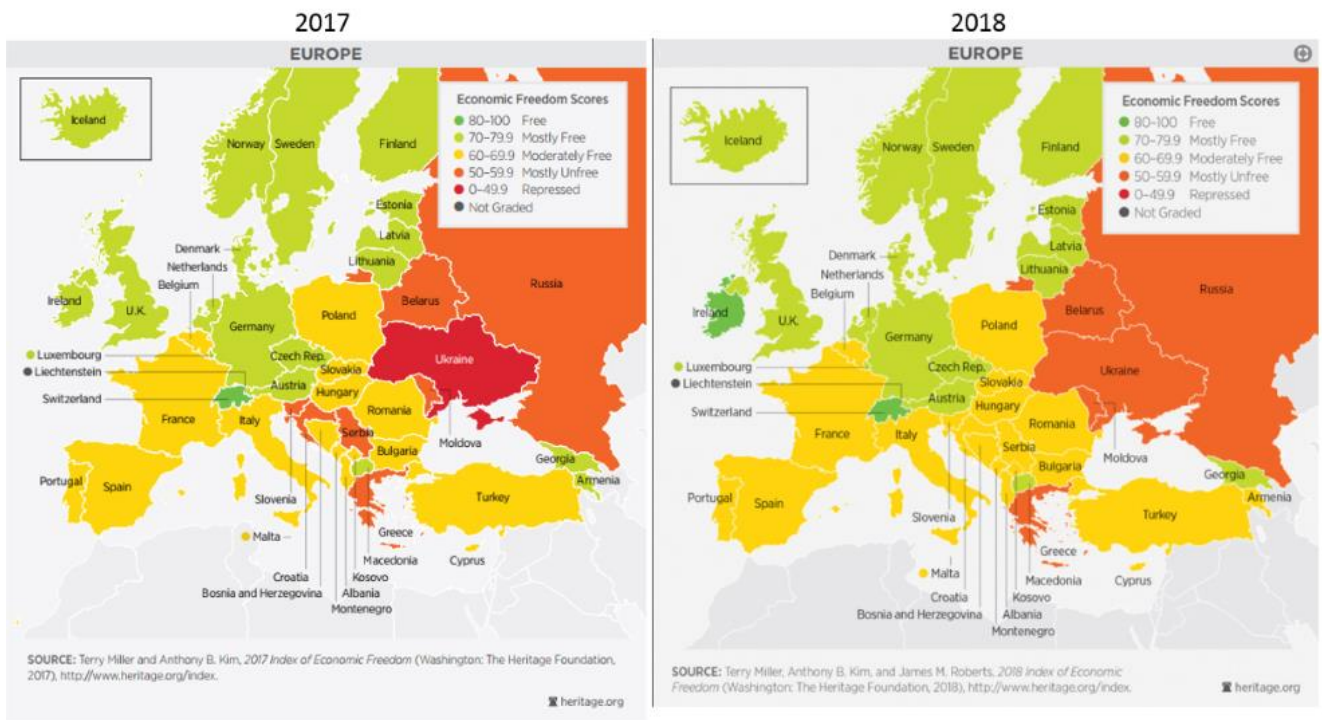 2017
EUROPE
Iceland
Economic Freedom Scores
80–100 Free
70–79.9 Mostly Free
60–69.9 Moderately Free
50–59.9 Mostly Unfree
0–49.9 Repressed
Not Graded
Norway
Sweden
Finland
Estonia
Latvia
Lithuania
Denmark
Netherlands
Belgium
Ireland
U.K.
Russia
Belarus
Poland
Germany
Luxembourg
Liechtenstein
Switzerland
Czech Rep.
Slovakia
Austria
Hungary
Ukraine
France
Italy
Romania
Serbia
Bulgaria
Moldova
Georgia
Armenia
Portugal
Spain
Slovenia
Turkey
Malta
Greece
Cyprus
Macedonia
Croatia
Kosovo
Bosnia and Herzegovina
Albania
Montenegro
SOURCE: Terry Miller and Anthony B. Kim, 2017 Index of Economic Freedom (Washington: The Heritage Foundation,
2017), http://www.heritage.org/index.
heritage.org
2018
EUROPE
Iceland
Economic Freedom Scores
80–100 Free
70–79.9 Mostly Free
60–69.9 Moderately Free
50–59.9 Mostly Unfree
0–49.9 Repressed
Not Graded
Norway
Sweden
Finland
Estonia
Latvia
Lithuania
Denmark
Netherlands
Belgium
Ireland
U.K.
Russia
Belarus
Poland
Germany
Luxembourg
Liechtenstein
Switzerland
Czech Rep.
Slovakia
Austria
Hungary
Ukraine
France
Italy
Romania
Serbia
Bulgaria
Moldova
Georgia
Armenia
Portugal
Spain
Slovenia
Turkey
Malta
Greece
Cyprus
Macedonia
Croatia
Kosovo
Bosnia and Herzegovina
Albania
Montenegro
SOURCE: Terry Miller, Anthony B. Kim, and James M. Roberts, 2018 Index of Economic
Freedom (Washington: The Heritage Foundation, 2018), http://www.heritage.org/index.
heritage.org